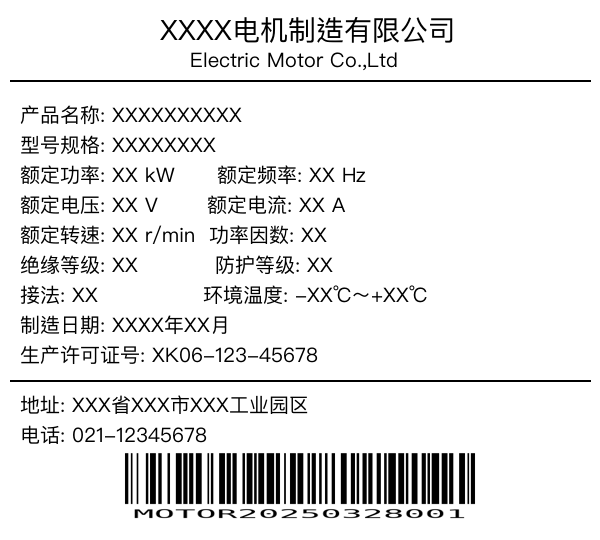 XXXX电机制造有限公司
Electric Motor Co.,Ltd
产品名称: XXXXXXXXXX
型号规格: XXXXXXXX
额定功率: XX kW 额定频率: XX Hz
额定电压: XX V 额定电流: XX A
额定转速: XX r/min 功率因数: XX
绝缘等级: XX 防护等级: XX
接法: XX 环境温度: -XX℃～+XX℃
制造日期: XXXX年XX月
生产许可证号: XK06-123-45678
地址: XXX省XXX市XXX工业园区
电话: 021-12345678
MOTOR20250328001